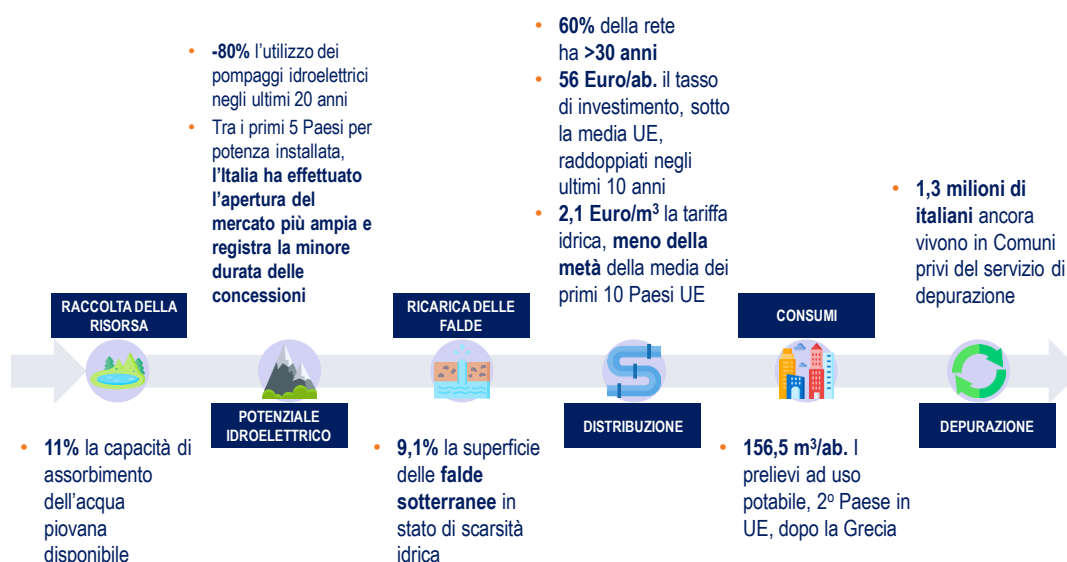 RACCOLTA DELLA
RISORSA
• 11% la capacità di
assorbimento
dell'acqua
piovana
disponibile
• -80% l'utilizzo dei
pompaggi idroelettrici
negli ultimi 20 anni
• Tra i primi 5 Paesi per
potenza installata,
l'Italia ha effettuato
l'apertura del
mercato più ampia e
registra la minore
durata delle
concessioni
POTENZIALE
IDROELETTRICO
RICARICA DELLE
FALDE
• 9,1% la superficie
delle falde
sotterranee in
stato di scarsità
idrica
• 60% della rete
ha >30 anni
• 56 Euro/ab. il tasso
di investimento, sotto
la media UE,
raddoppiati negli
ultimi 10 anni
• 2,1 Euro/m³ la tariffa
idrica, meno della
metà della media dei
primi 10 Paesi UE
DISTRIBUZIONE
CONSUMI
• 156,5 m³/ab. I
prelievi ad uso
potabile, 2º Paese in
UE, dopo la Grecia
• 1,3 milioni di
italiani ancora
vivono in Comuni
privi del servizio di
depurazione
DEPURAZIONE